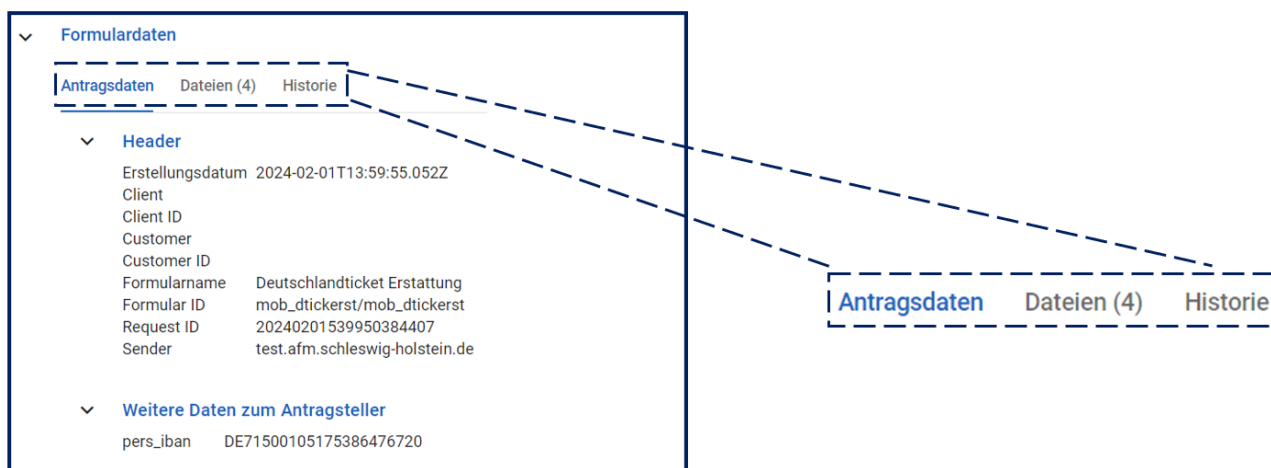 Formulardaten
Antragsdaten Dateien (4) Historie
Header
Erstellungsdatum 2024-02-01T13:59:55.052Z
Client
Client ID
Customer
Customer ID
Formularname Deutschlandticket Erstattung
Formular ID mob_dtickerst/mob_dtickerst
Request ID 20240201539950384407
Sender test.afm.schleswig-holstein.de
Weitere Daten zum Antragsteller
pers_iban DE71500105175386476720
Antragsdaten Dateien (4) Historie